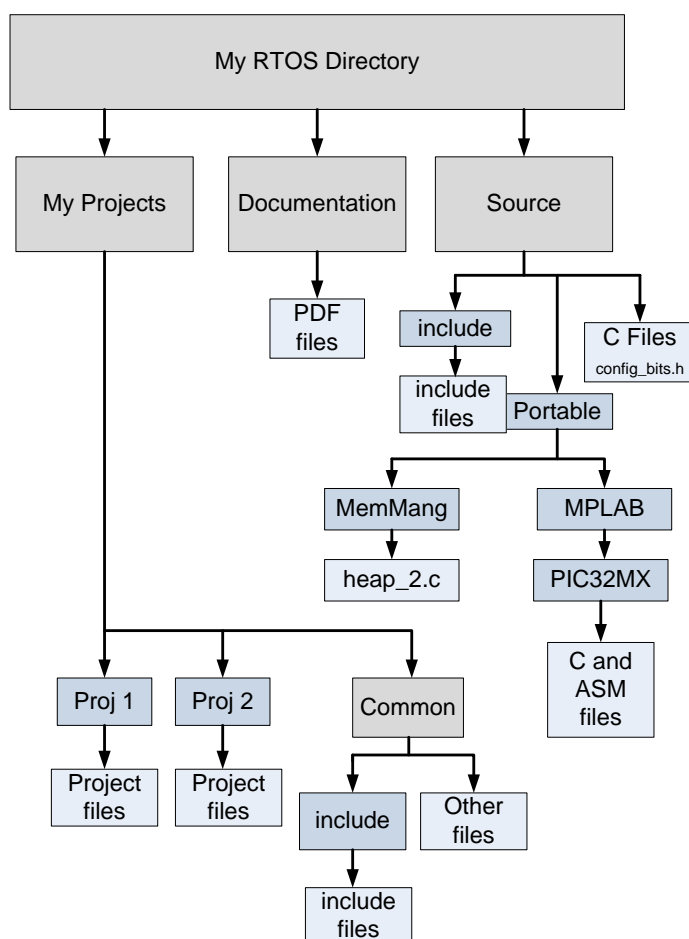 My RTOS Directory
My Projects
Documentation
Source
PDF
files
include
C Files
config_bits.h
include
files
Portable
MemMang
MPLAB
heap_2.c
PIC32MX
C and
ASM
files
Proj 1
Proj 2
Common
Project
files
Project
files
include
Other
files
include
files